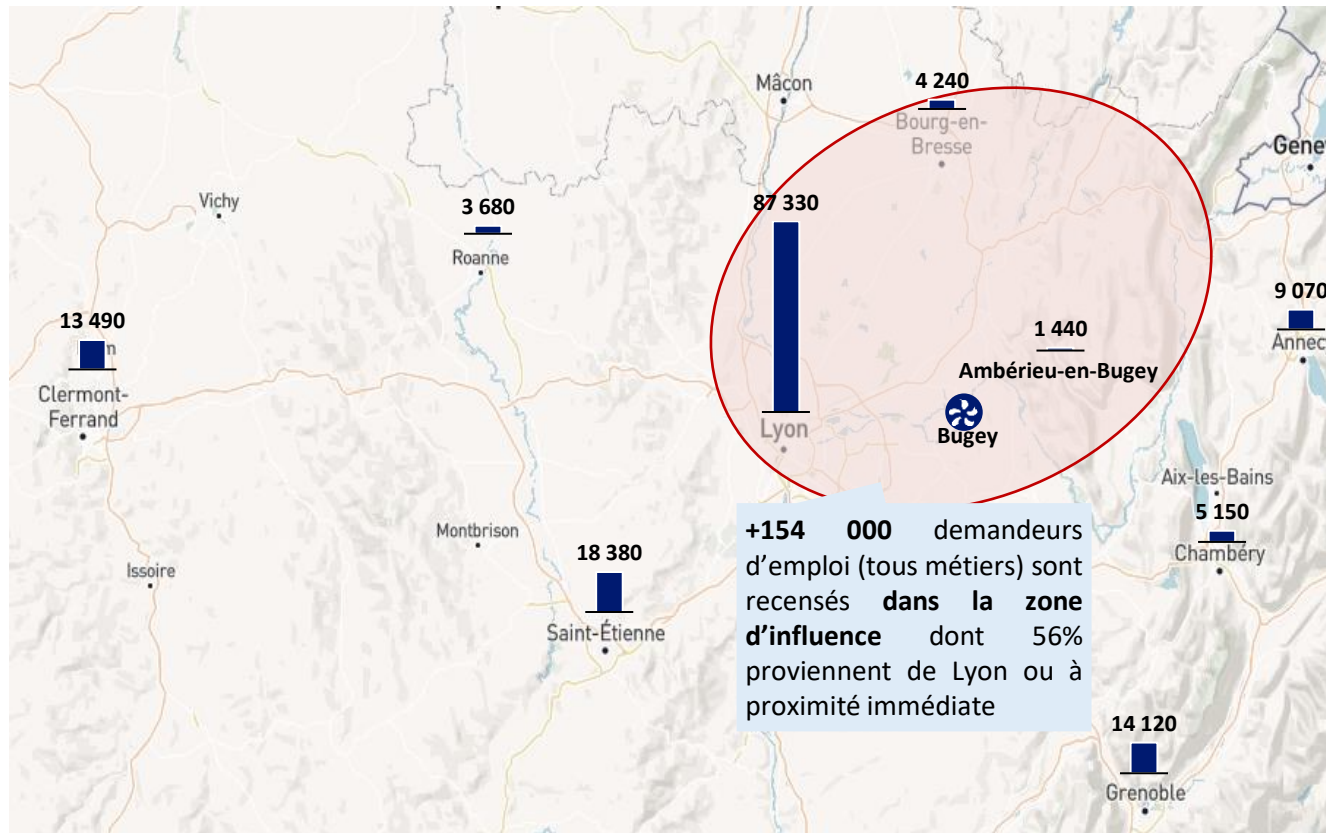 Mâcon
4 240
Bourg-en-
Bresse
Genev
Vichy
3 680
Roanne
87 330
13 490
Clermont-
Ferrand
9 070
Annec
1 440
Ambérieu-en-Bugey
Lyon
Bugey
Aix-les-Bains
5 150
Chambéry
Montbrison
Issoire
18 380
Saint-Étienne
+154 000 demandeurs
d’emploi (tous métiers) sont
recensés dans la zone
d’influence dont 56%
proviennent de Lyon ou à
proximité immédiate
14 120
Grenoble